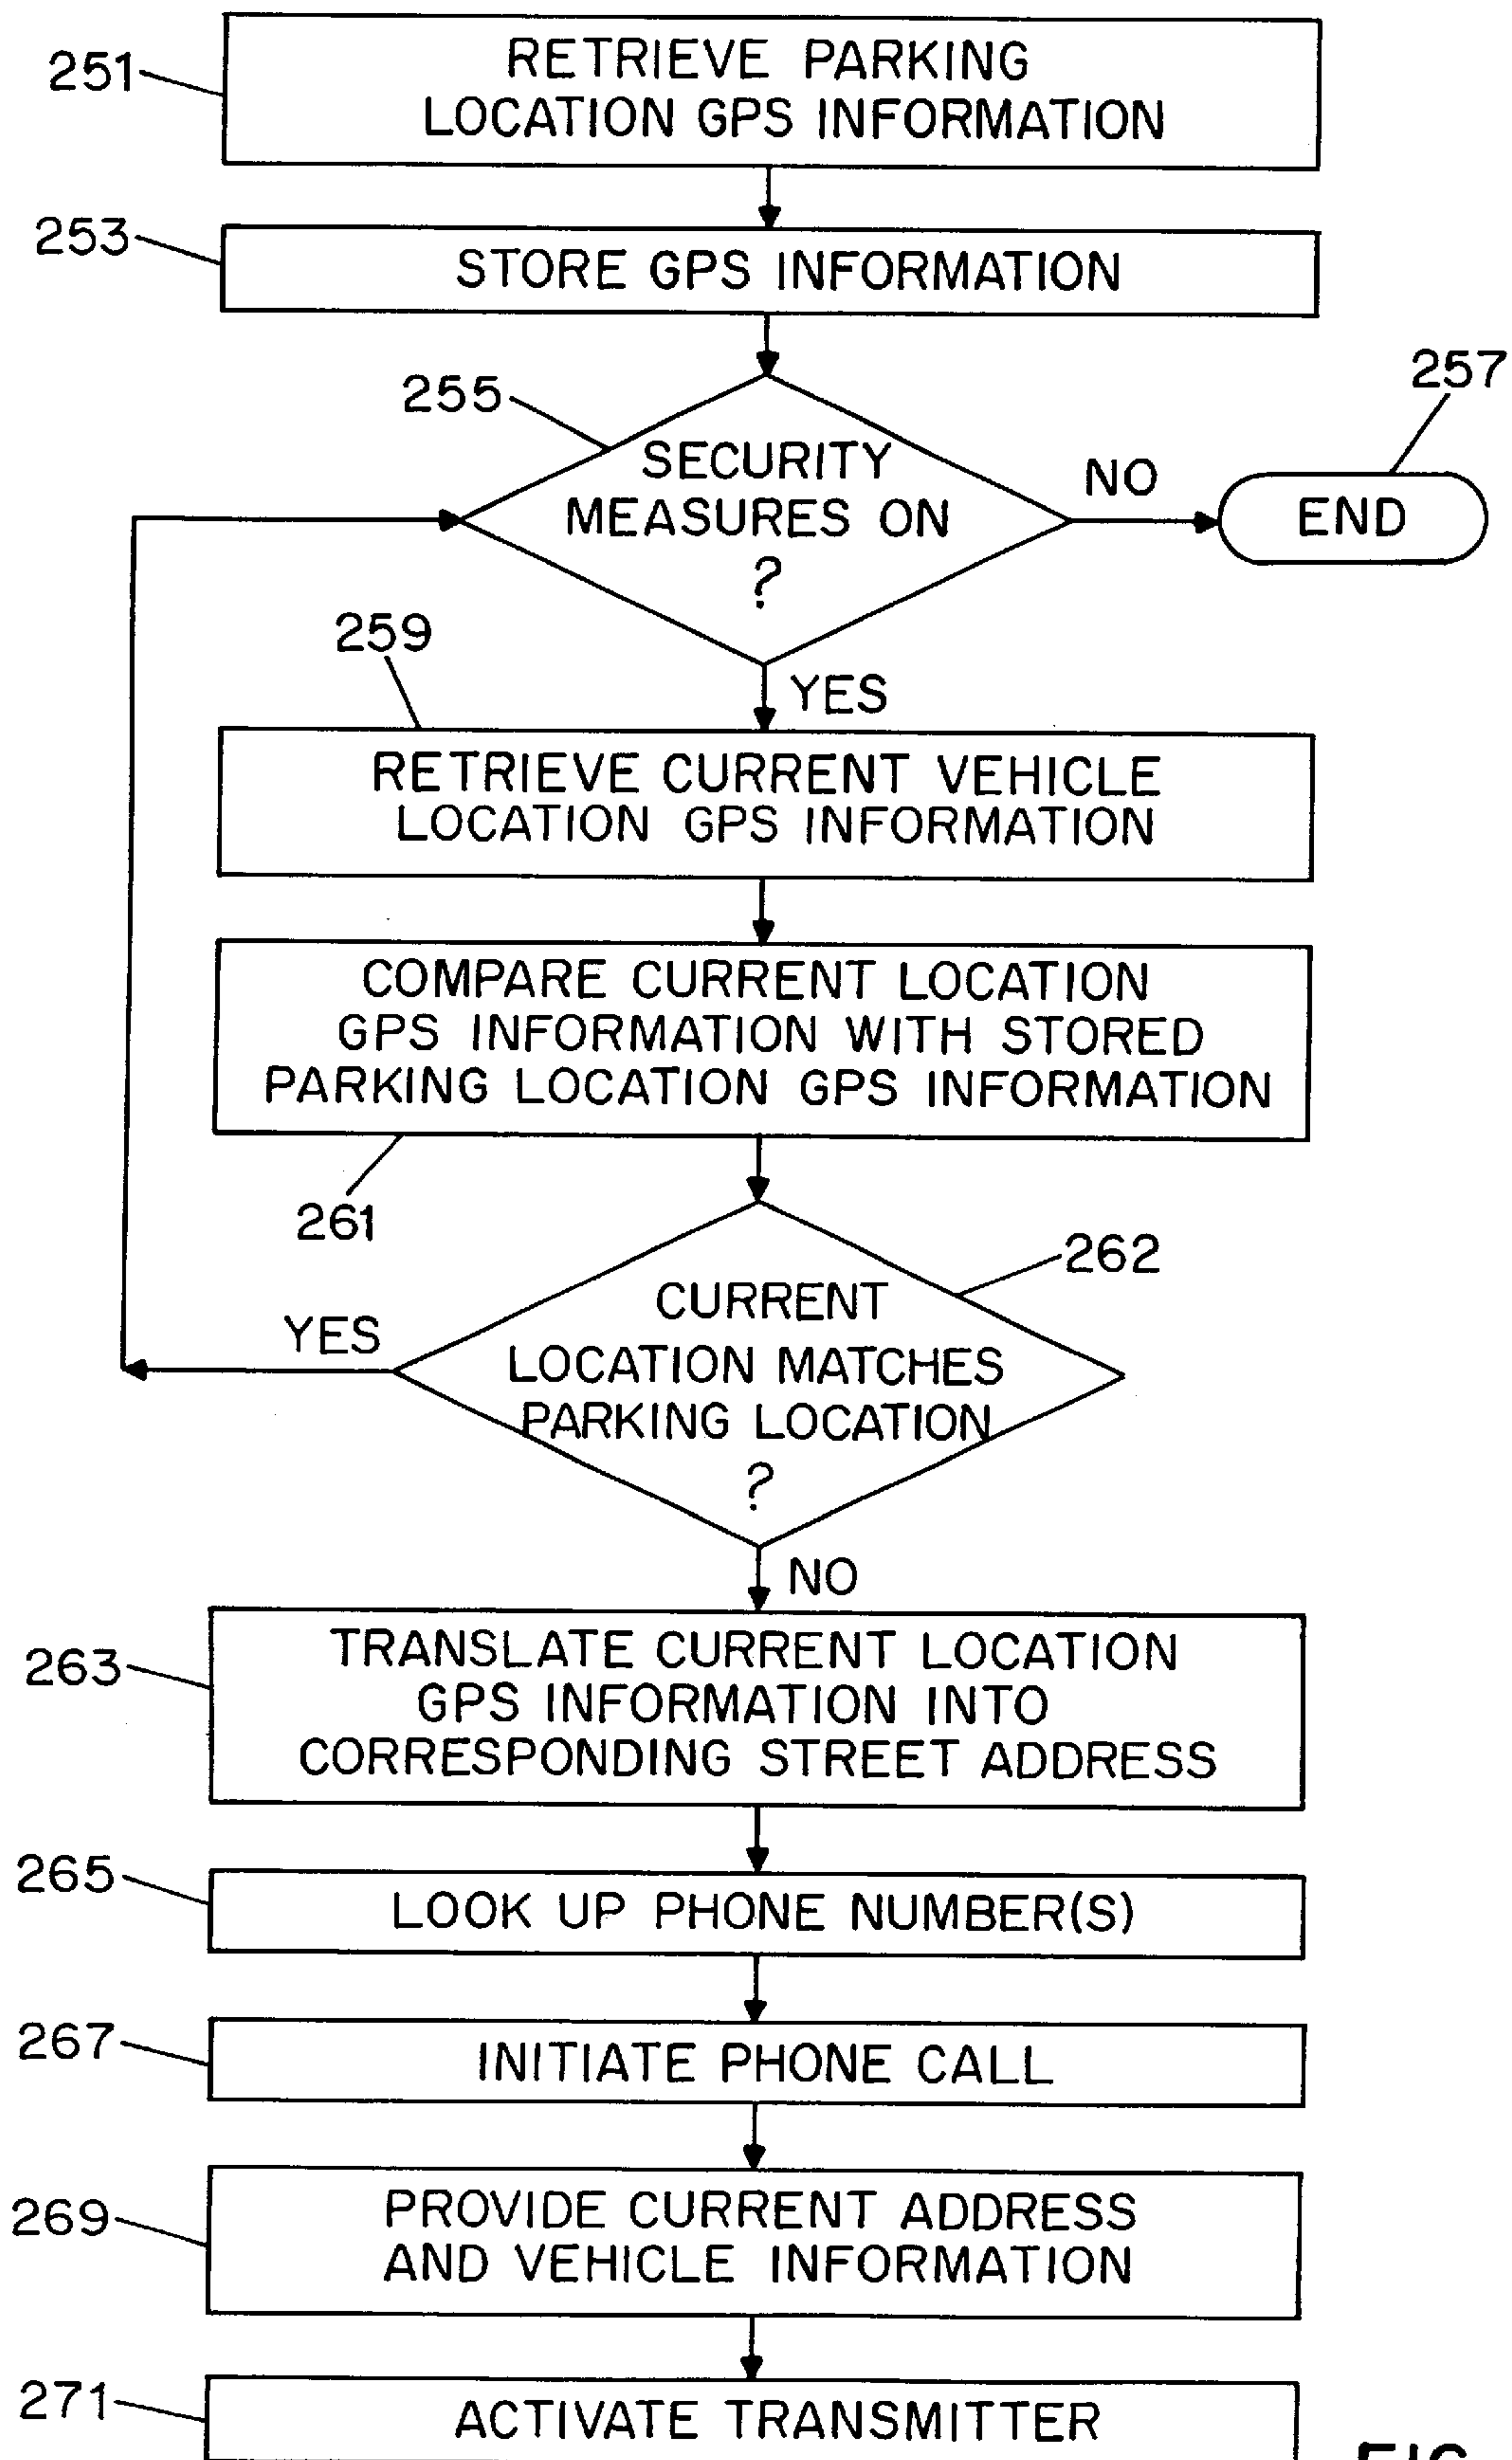 251
RETRIEVE PARKING
LOCATION GPS INFORMATION
253
STORE GPS INFORMATION
255
SECURITY
MEASURES ON
?
NO
257
END
YES
259
RETRIEVE CURRENT VEHICLE
LOCATION GPS INFORMATION
COMPARE CURRENT LOCATION
GPS INFORMATION WITH STORED
PARKING LOCATION GPS INFORMATION
261
262
CURRENT
LOCATION MATCHES
PARKING LOCATION
?
YES
NO
263
TRANSLATE CURRENT LOCATION
GPS INFORMATION INTO
CORRESPONDING STREET ADDRESS
265
LOOK UP PHONE NUMBER(S)
267
INITIATE PHONE CALL
269
PROVIDE CURRENT ADDRESS
AND VEHICLE INFORMATION
271
ACTIVATE TRANSMITTER